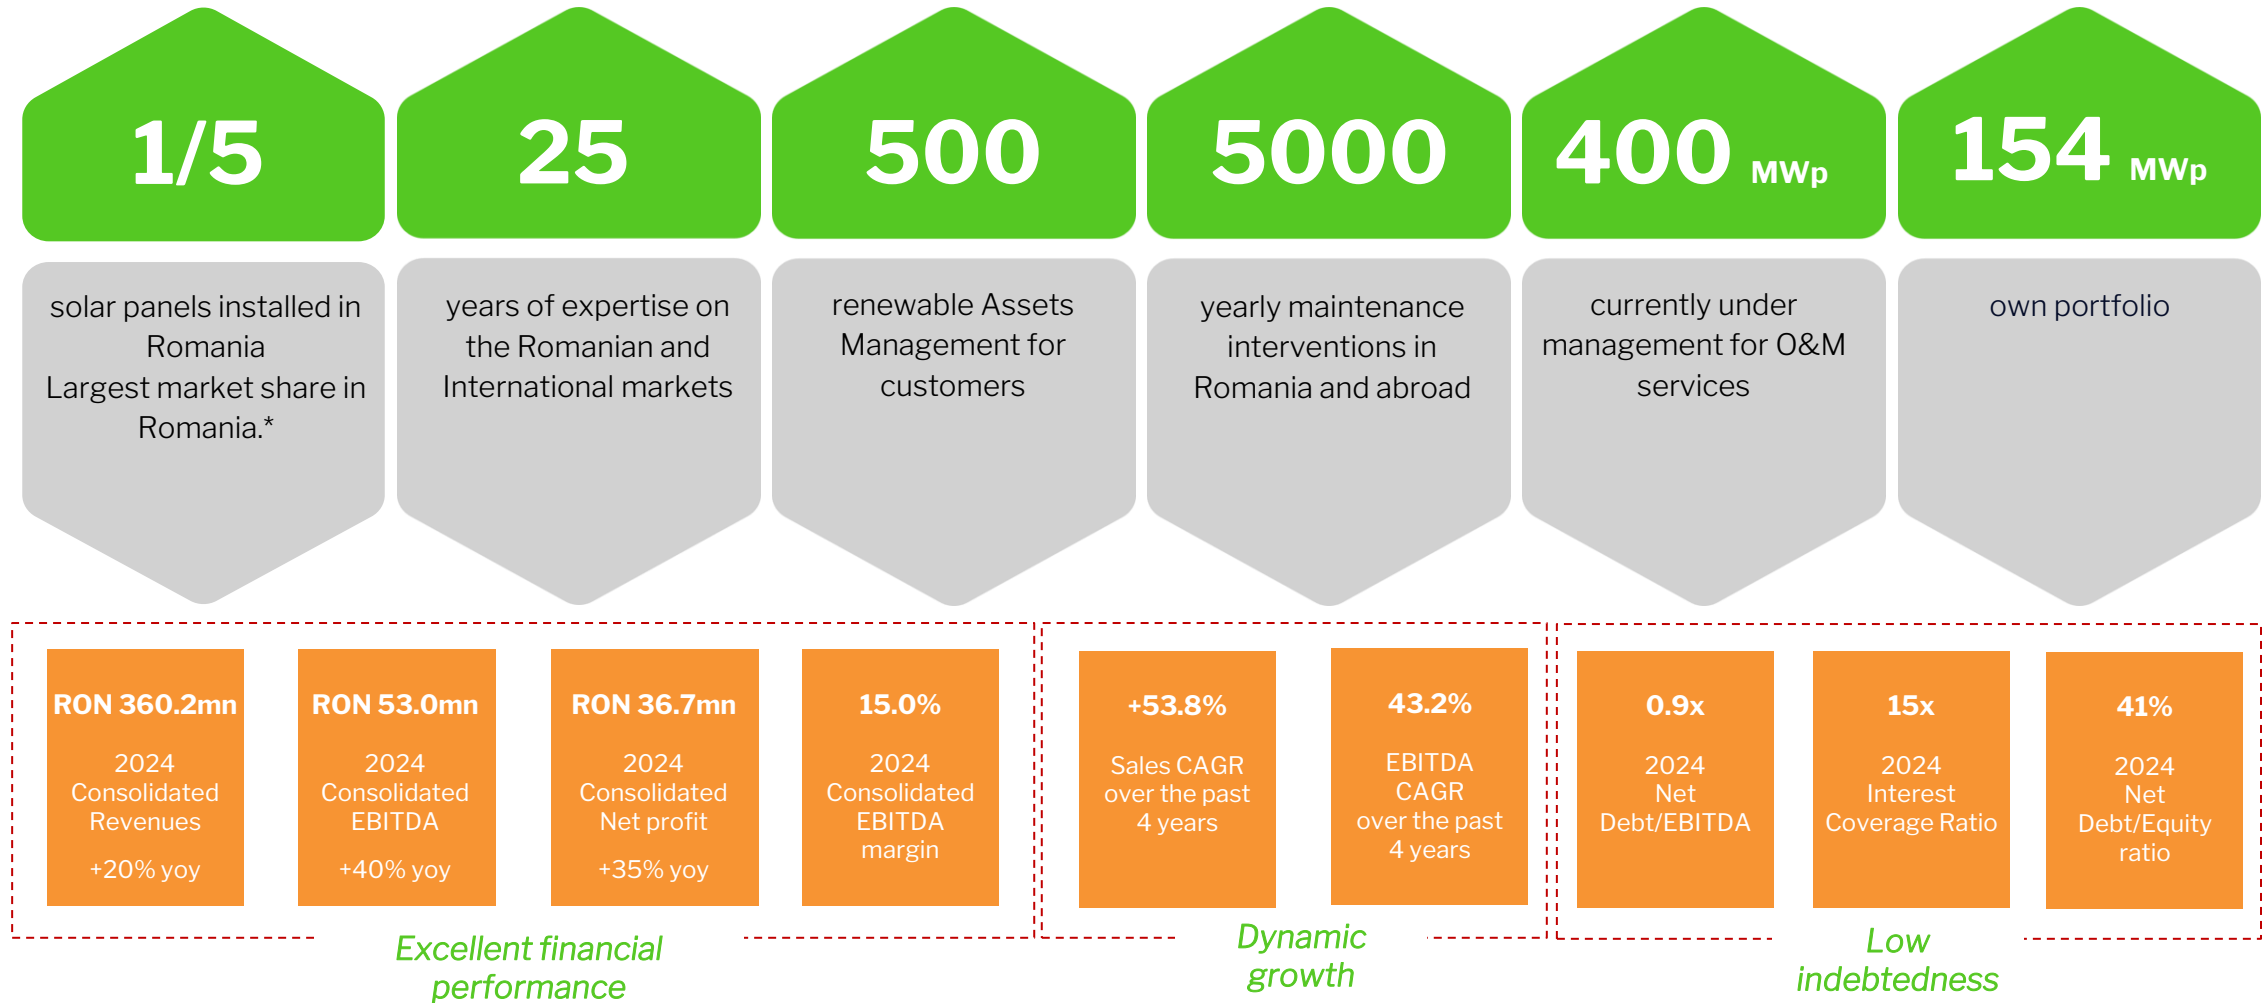 1/5
solar panels installed in
Romania
Largest market share in
Romania.*
25
years of expertise on
the Romanian and
International markets
500
renewable Assets
Management for
customers
5000
yearly maintenance
interventions in
Romania and abroad
400 MWp
currently under
management for O&M
services
154 MWp
own portfolio
RON 360.2mn
2024
Consolidated
Revenues
+20% yoy
RON 53.0mn
2024
Consolidated
EBITDA
+40% yoy
RON 36.7mn
2024
Consolidated
Net profit
+35% yoy
15.0%
2024
Consolidated
EBITDA
margin
Excellent financial
performance
+53.8%
Sales CAGR
over the past
4 years
43.2%
EBITDA
CAGR
over the past
4 years
Dynamic
growth
0.9x
2024
Net
Debt/EBITDA
15x
2024
Interest
Coverage Ratio
41%
2024
Net
Debt/Equity
ratio
Low
indebtedness